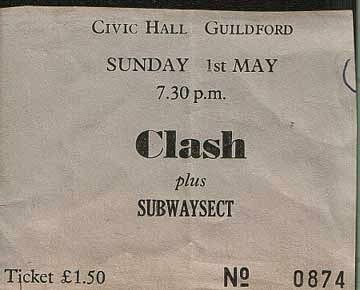 Civic Hall Guildford
SUNDAY 1st MAY
7.30 p.m.
Clash
plus
SUBWAYSECT
Ticket £1.50 Nº 0874